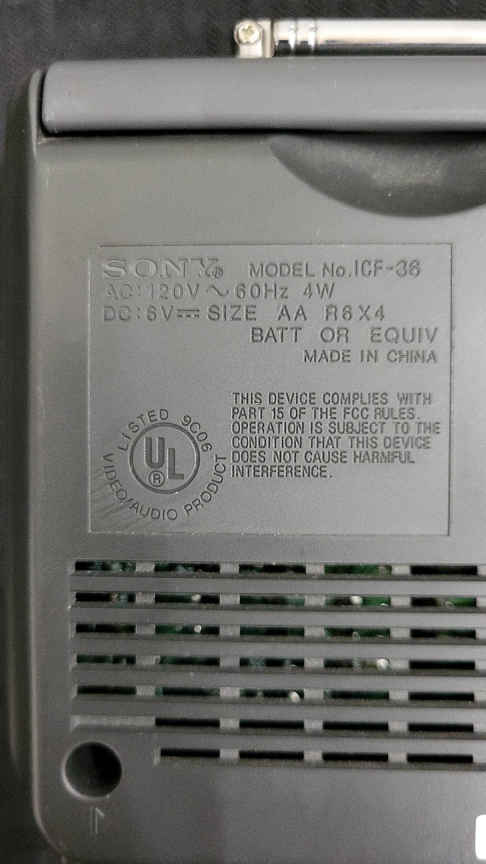 SONY®
MODEL No. ICF-36
AC:120V ～ 60Hz 4W
DC:6V⎓ SIZE AA R6X4
BATT OR EQUIV
MADE IN CHINA
THIS DEVICE COMPLIES WITH
PART 15 OF THE FCC RULES.
OPERATION IS SUBJECT TO THE
CONDITION THAT THIS DEVICE
DOES NOT CAUSE HARMFUL
INTERFERENCE.
LISTED 9C06
UL
®
VIDEO/AUDIO PRODUCT